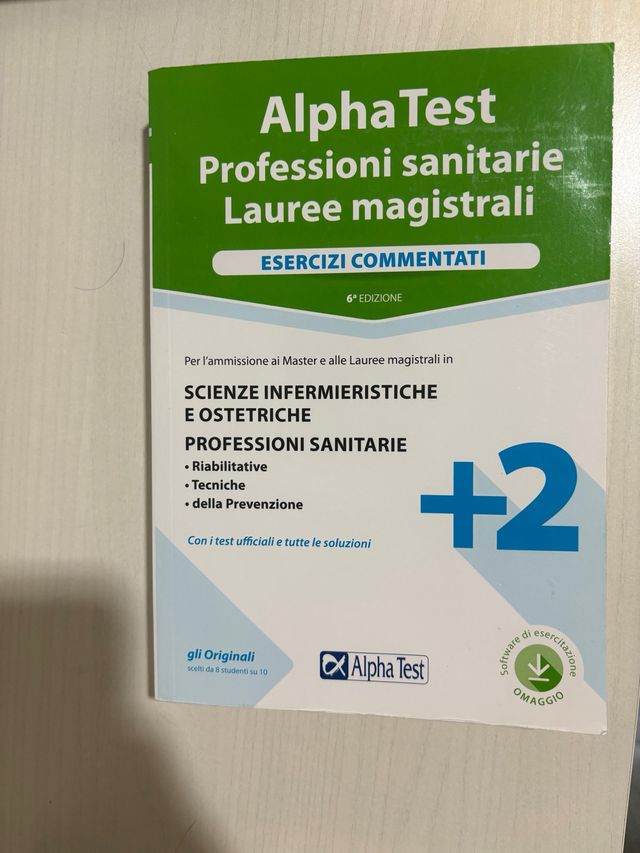 AlphaTest
Professioni sanitarie
Lauree magistrali
ESERCIZI COMMENTATI
6ª EDIZIONE
Per l'ammissione ai Master e alle Lauree magistrali in
SCIENZE INFERMIERISTICHE
E OSTETRICHE
PROFESSIONI SANITARIE
• Riabilitative
• Tecniche
• della Prevenzione
+2
Con i test ufficiali e tutte le soluzioni
gli Originali
scelti da 8 studenti su 10
Alpha Test
Software di esercitazione
OMAGGIO